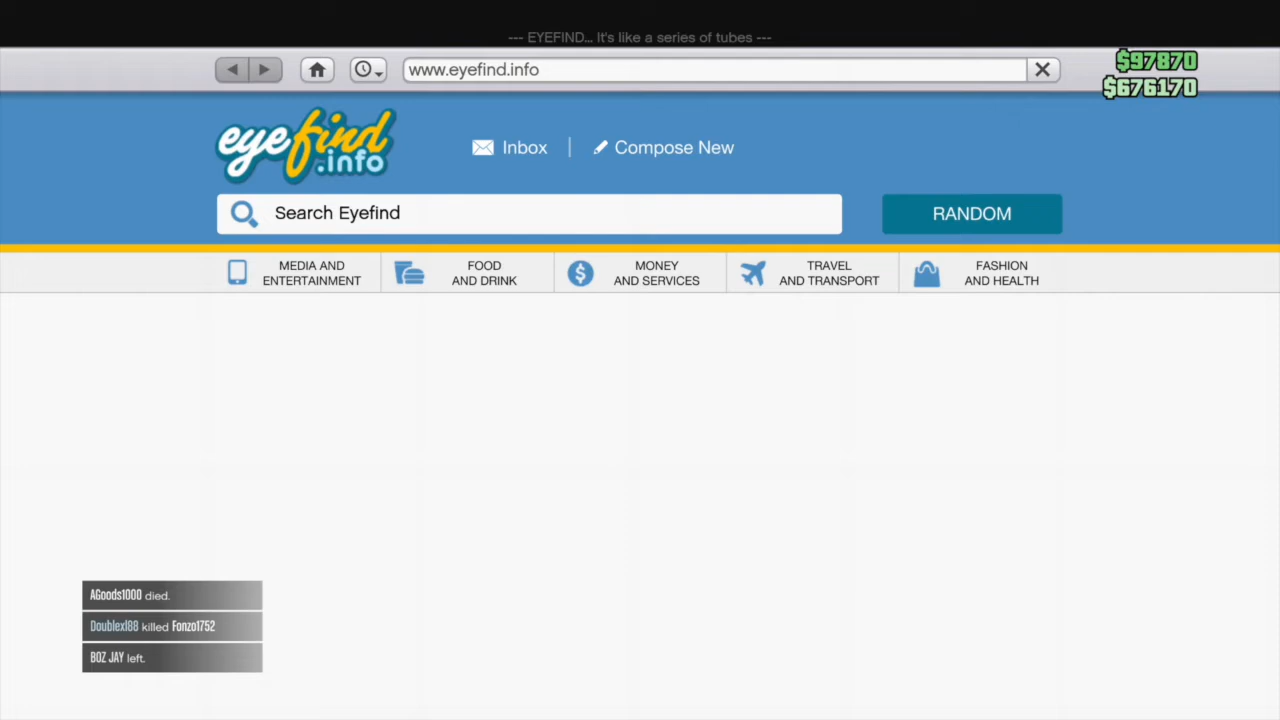 --- EYEFIND... It's like a series of tubes ---
www.eyefind.info
$97870
$676170
eyefind
.info
Inbox
Compose New
Search Eyefind
RANDOM
MEDIA AND
ENTERTAINMENT
FOOD
AND DRINK
MONEY
AND SERVICES
TRAVEL
AND TRANSPORT
FASHION
AND HEALTH
AGoods1000 died.
Doublexl88 killed Fonzo1752
BOZ JAY left.